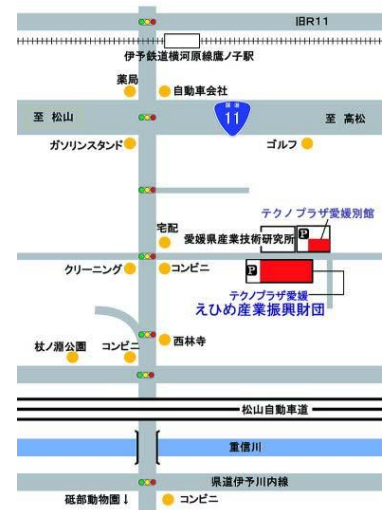 旧R11
伊予鉄道横河原線鷹ノ子駅
薬局
自動車会社
国道
11
至 松山
至 高松
ガソリンスタンド
ゴルフ
テクノプラザ愛媛別館
宅配
愛媛県産業技術研究所
P
クリーニング
コンビニ
P
テクノプラザ愛媛
えひめ産業振興財団
杖ノ淵公園
コンビニ
西林寺
松山自動車道
重信川
県道伊予川内線
砥部動物園↓
コンビニ